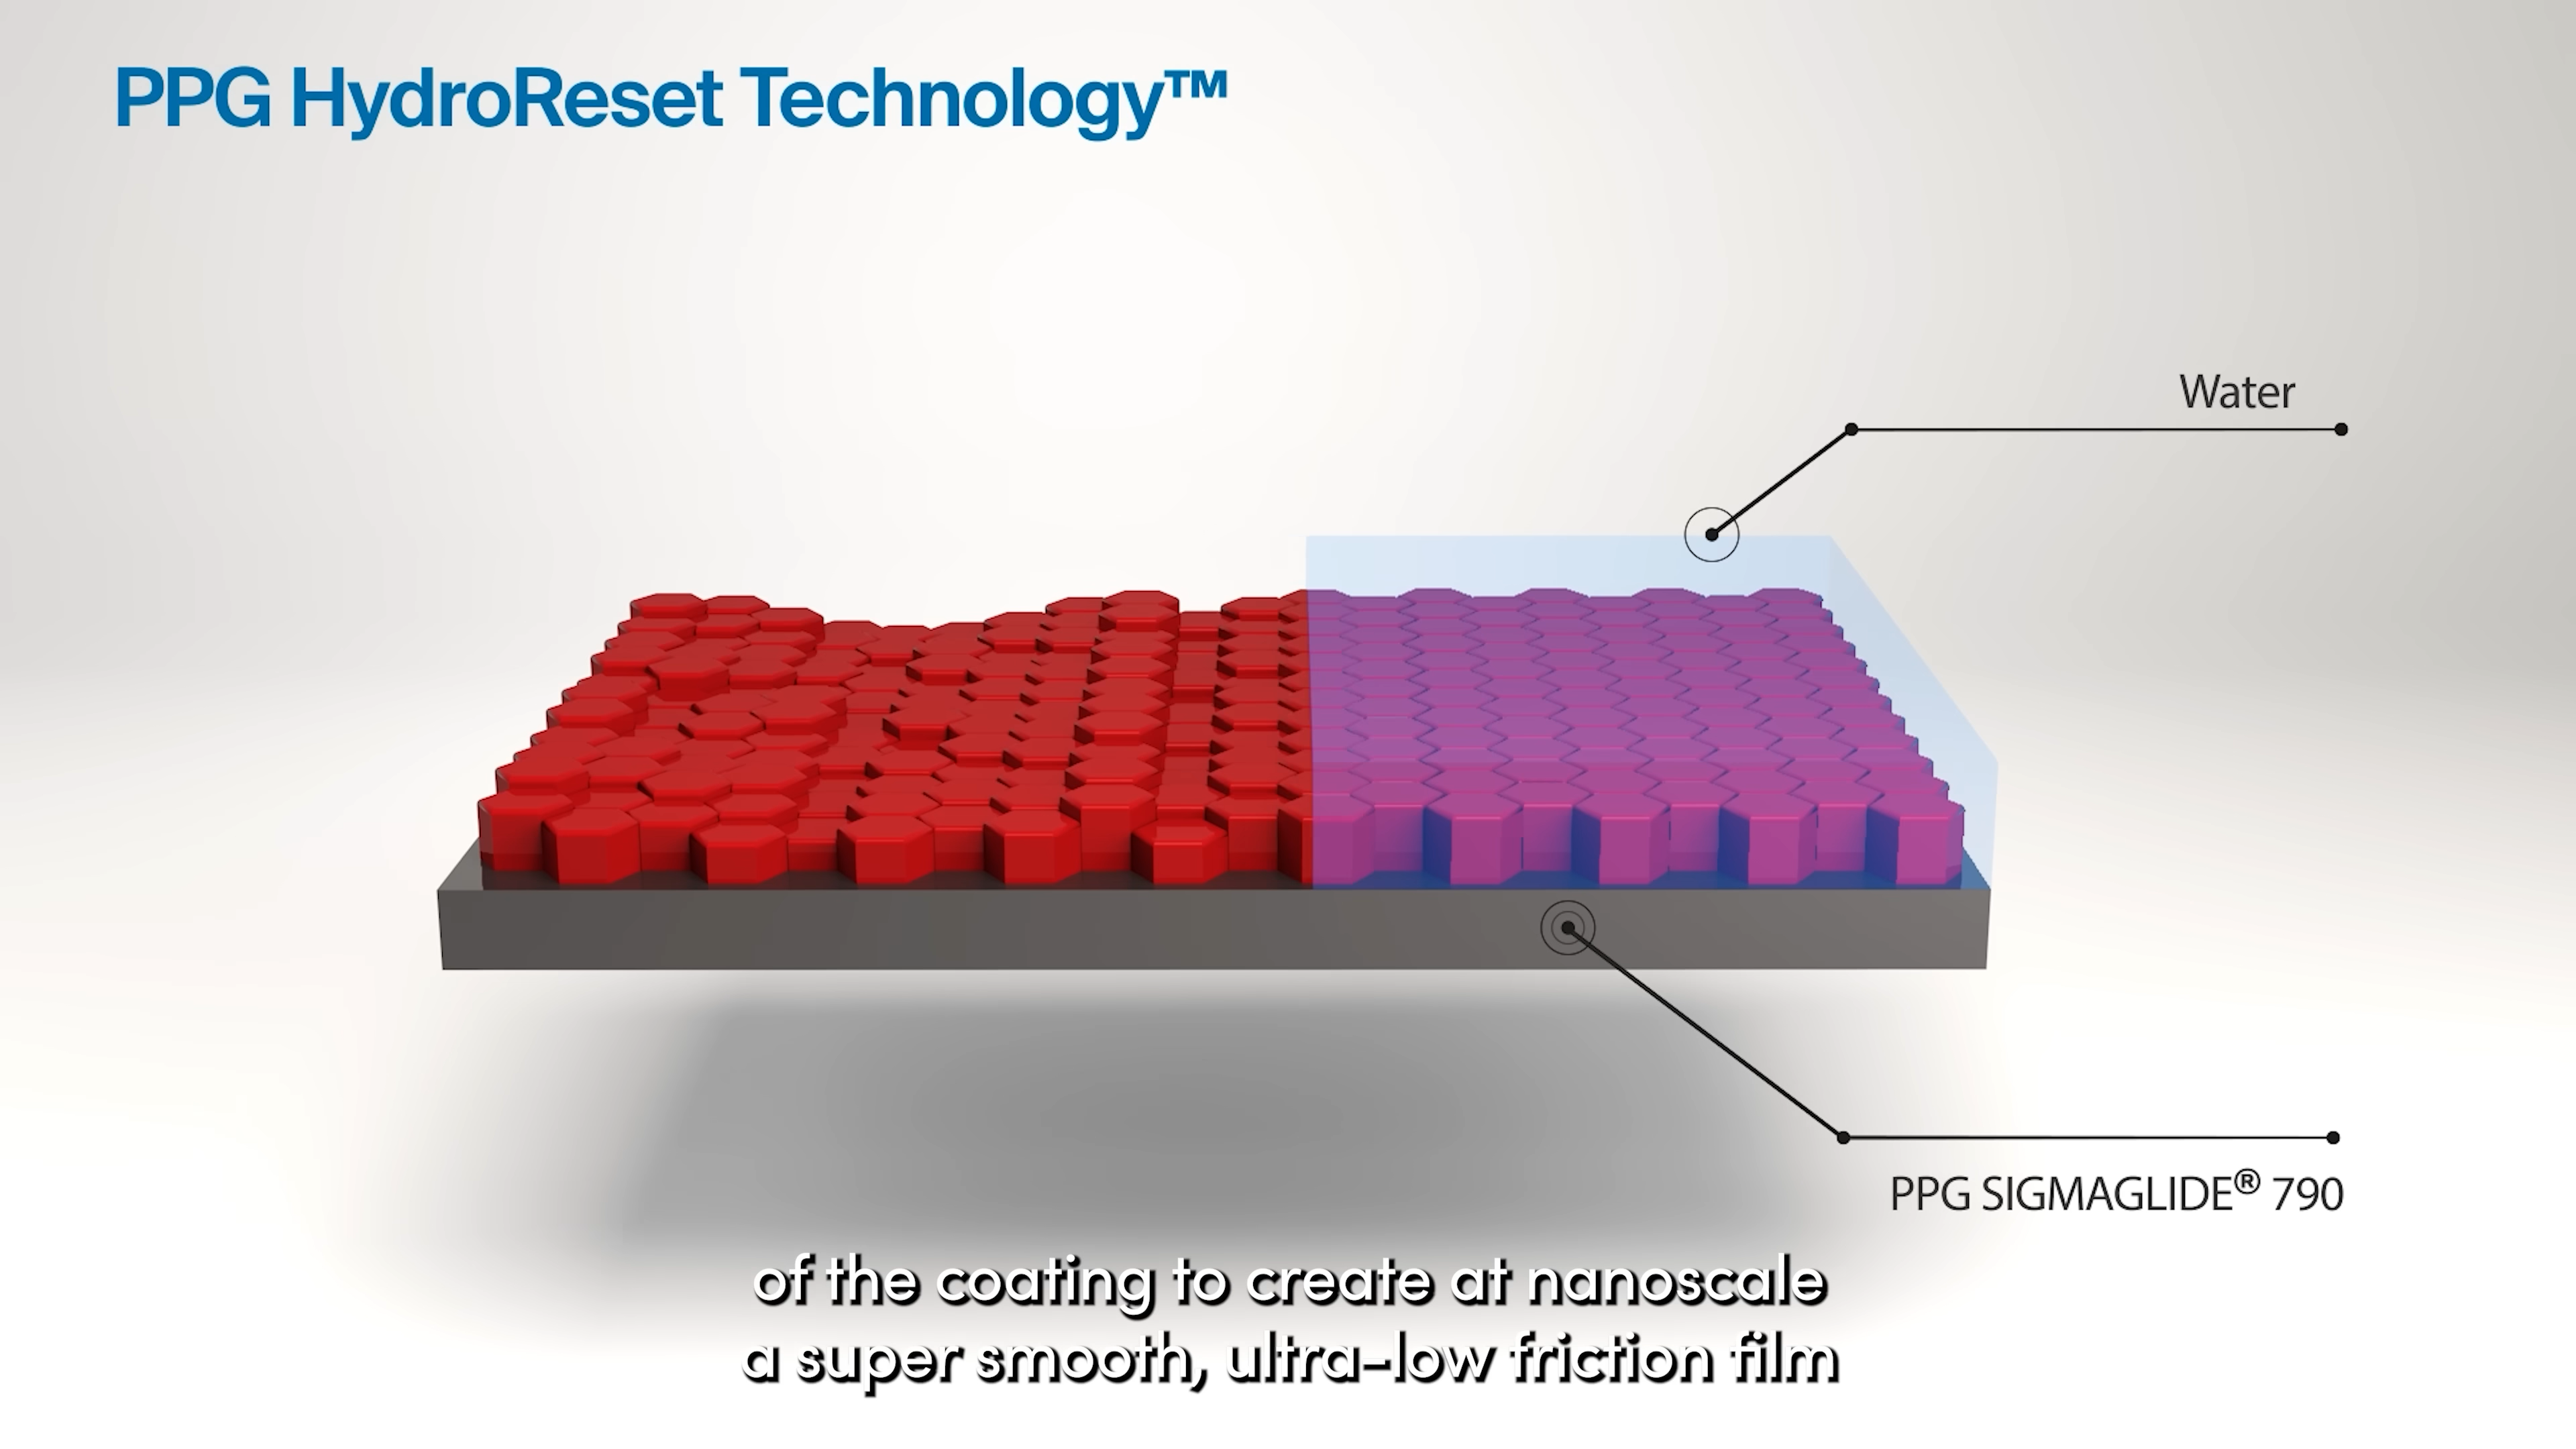 PPG HydroReset Technology™
Water
PPG SIGMAGLIDE® 790
of the coating to create at nanoscale
a super smooth, ultra-low friction film